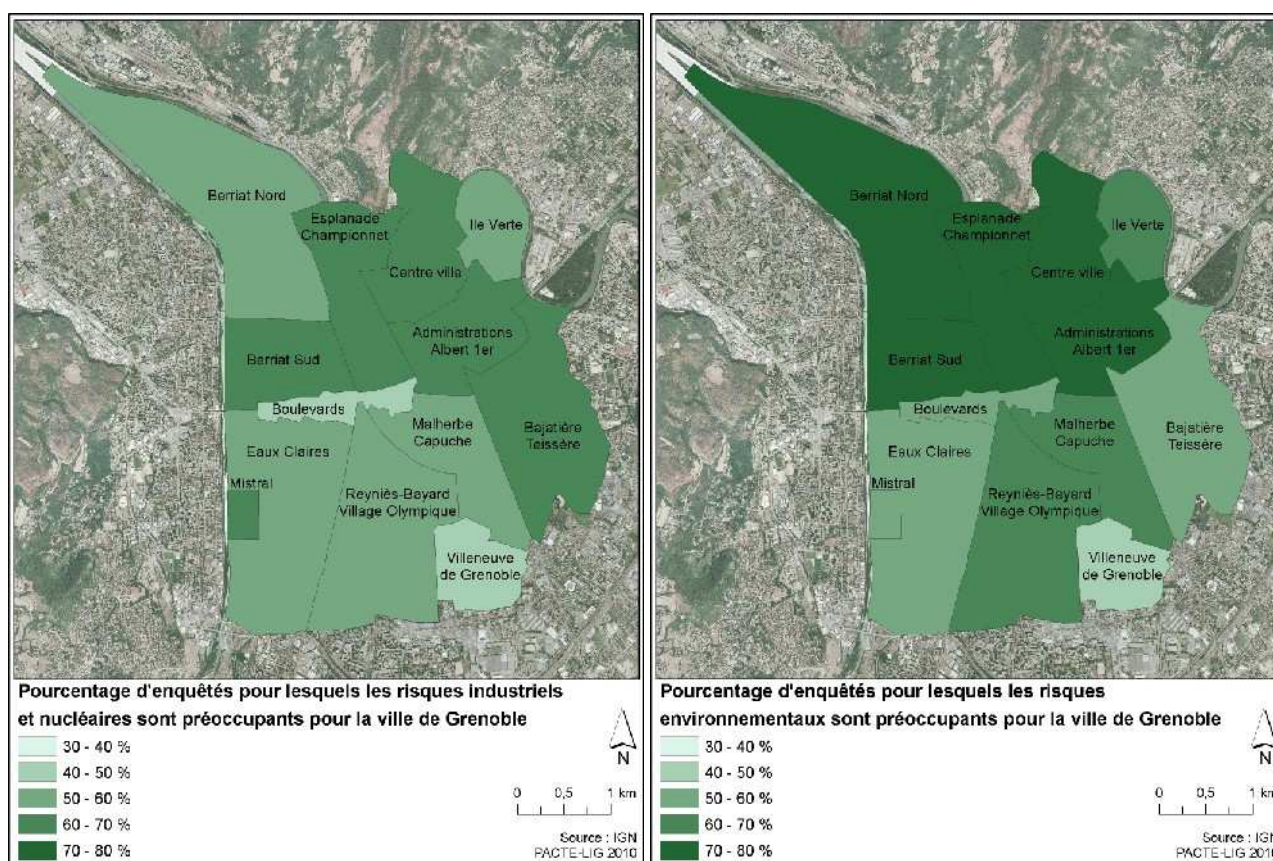 Berriat Nord
Esplanade
Championnet
Ile Verte
Centre ville
Administrations
Albert 1er
Berriat Sud
Boulevards
Malherbe
Capuche
Bajatière
Teissère
Eaux Claires
Mistral
Reyniès-Bayard
Village Olympique
Villeneuve
de Grenoble
Pourcentage d'enquêtés pour lesquels les risques industriels
et nucléaires sont préoccupants pour la ville de Grenoble
30 - 40 %
40 - 50 %
50 - 60 %
60 - 70 %
70 - 80 %
N
0 0,5 1 km
Source : IGN
PACTE-LIG 2010
Berriat Nord
Esplanade
Championnet
Ile Verte
Centre ville
Administrations
Albert 1er
Berriat Sud
Boulevards
Malherbe
Capuche
Bajatière
Teissère
Eaux Claires
Mistral
Reyniès-Bayard
Village Olympique
Villeneuve
de Grenoble
Pourcentage d'enquêtés pour lesquels les risques
environnementaux sont préoccupants pour la ville de Grenoble
30 - 40 %
40 - 50 %
50 - 60 %
60 - 70 %
70 - 80 %
N
0 0,5 1 km
Source : IGN
PACTE-LIG 2010